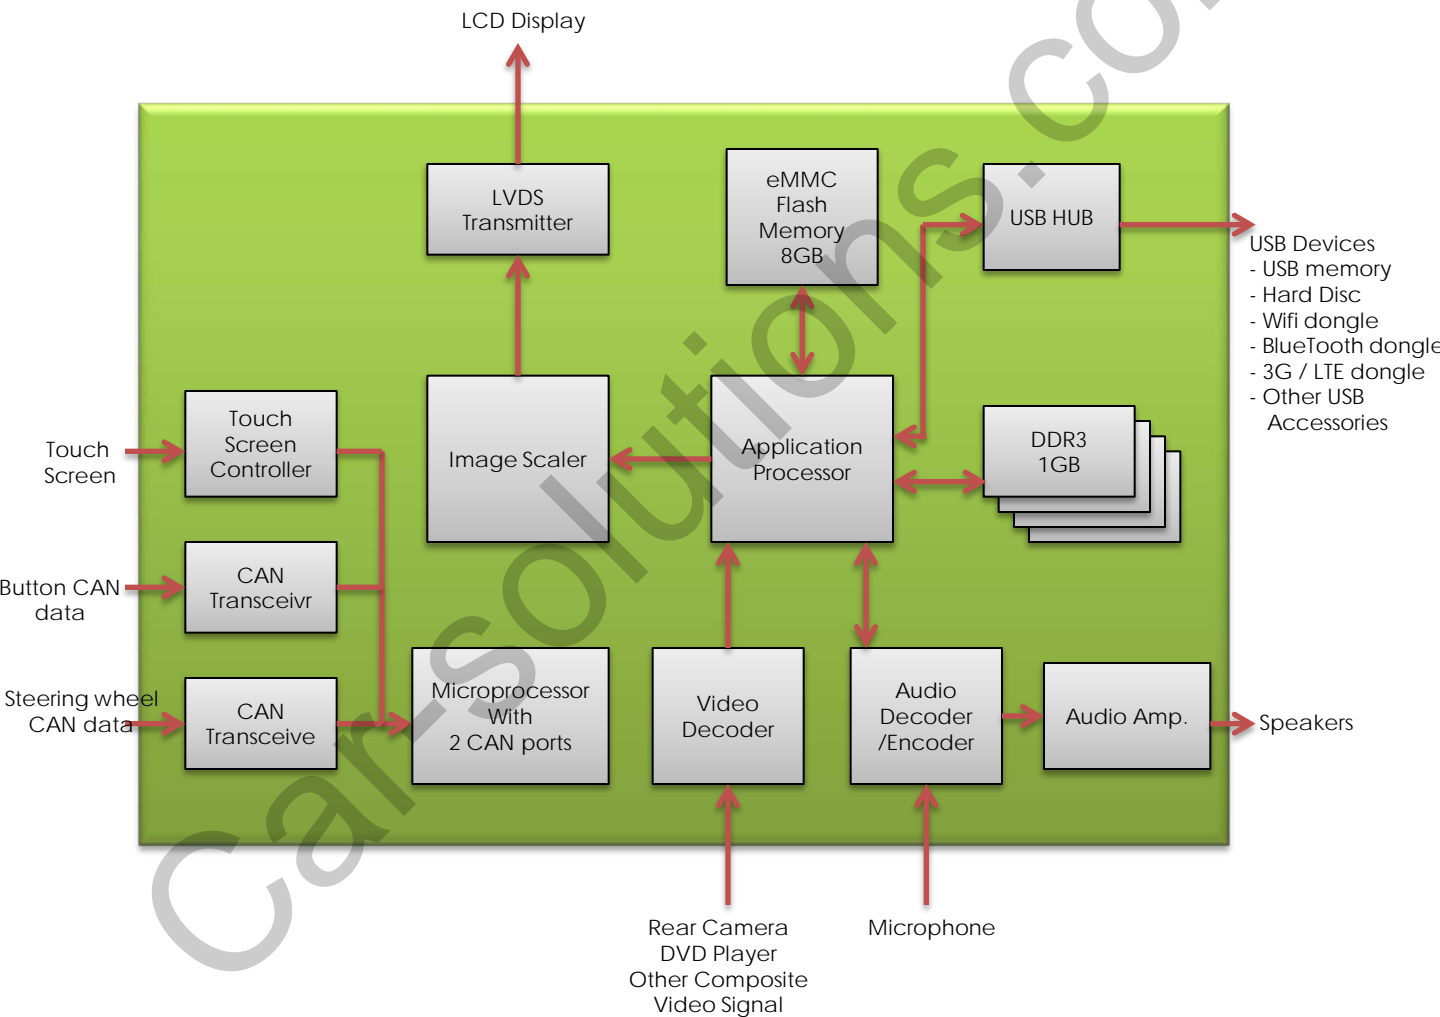 LCD Display
LVDS
Transmitter
eMMC
Flash
Memory
8GB
USB HUB
USB Devices
- USB memory
- Hard Disc
- Wifi dongle
- BlueTooth dongle
- 3G / LTE dongle
- Other USB
Accessories
Touch
Screen
Touch
Screen
Controller
Image Scaler
Application
Processor
DDR3
1GB
Button CAN
data
CAN
Transceivr
Steering wheel
CAN data
CAN
Transceive
Microprocessor
With
2 CAN ports
Video
Decoder
Audio
Decoder
/Encoder
Audio Amp.
Speakers
Rear Camera
DVD Player
Other Composite
Video Signal
Microphone
Car-solutions.co